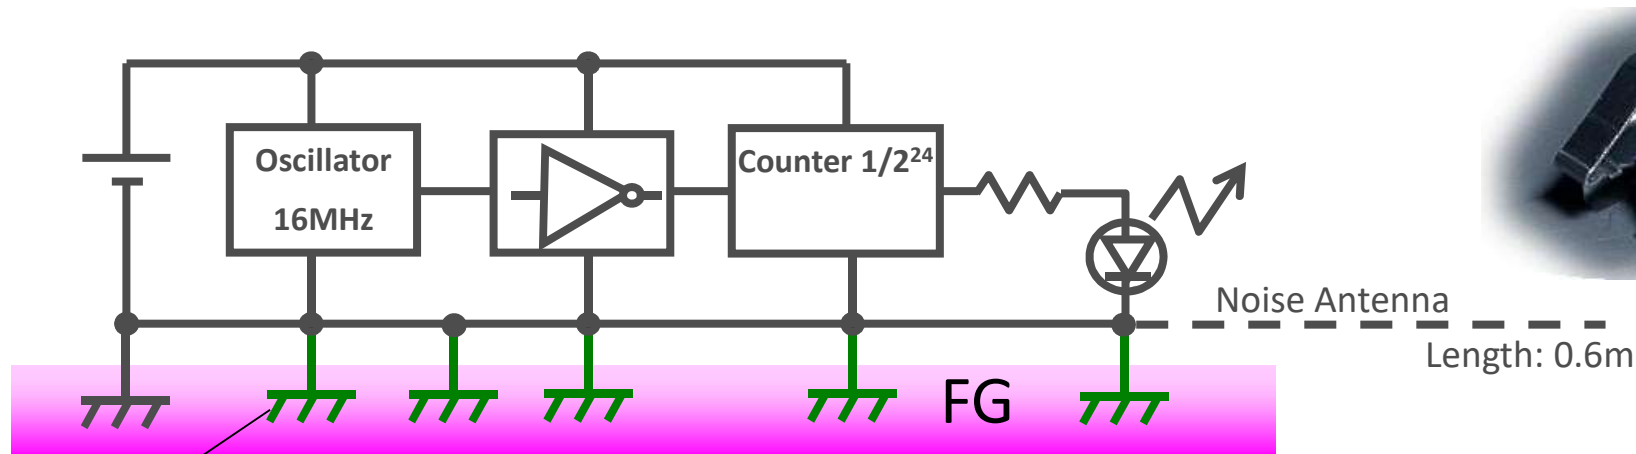 Oscillator
16MHz
Counter 1/2²⁴
Noise Antenna
Length: 0.6m
FG